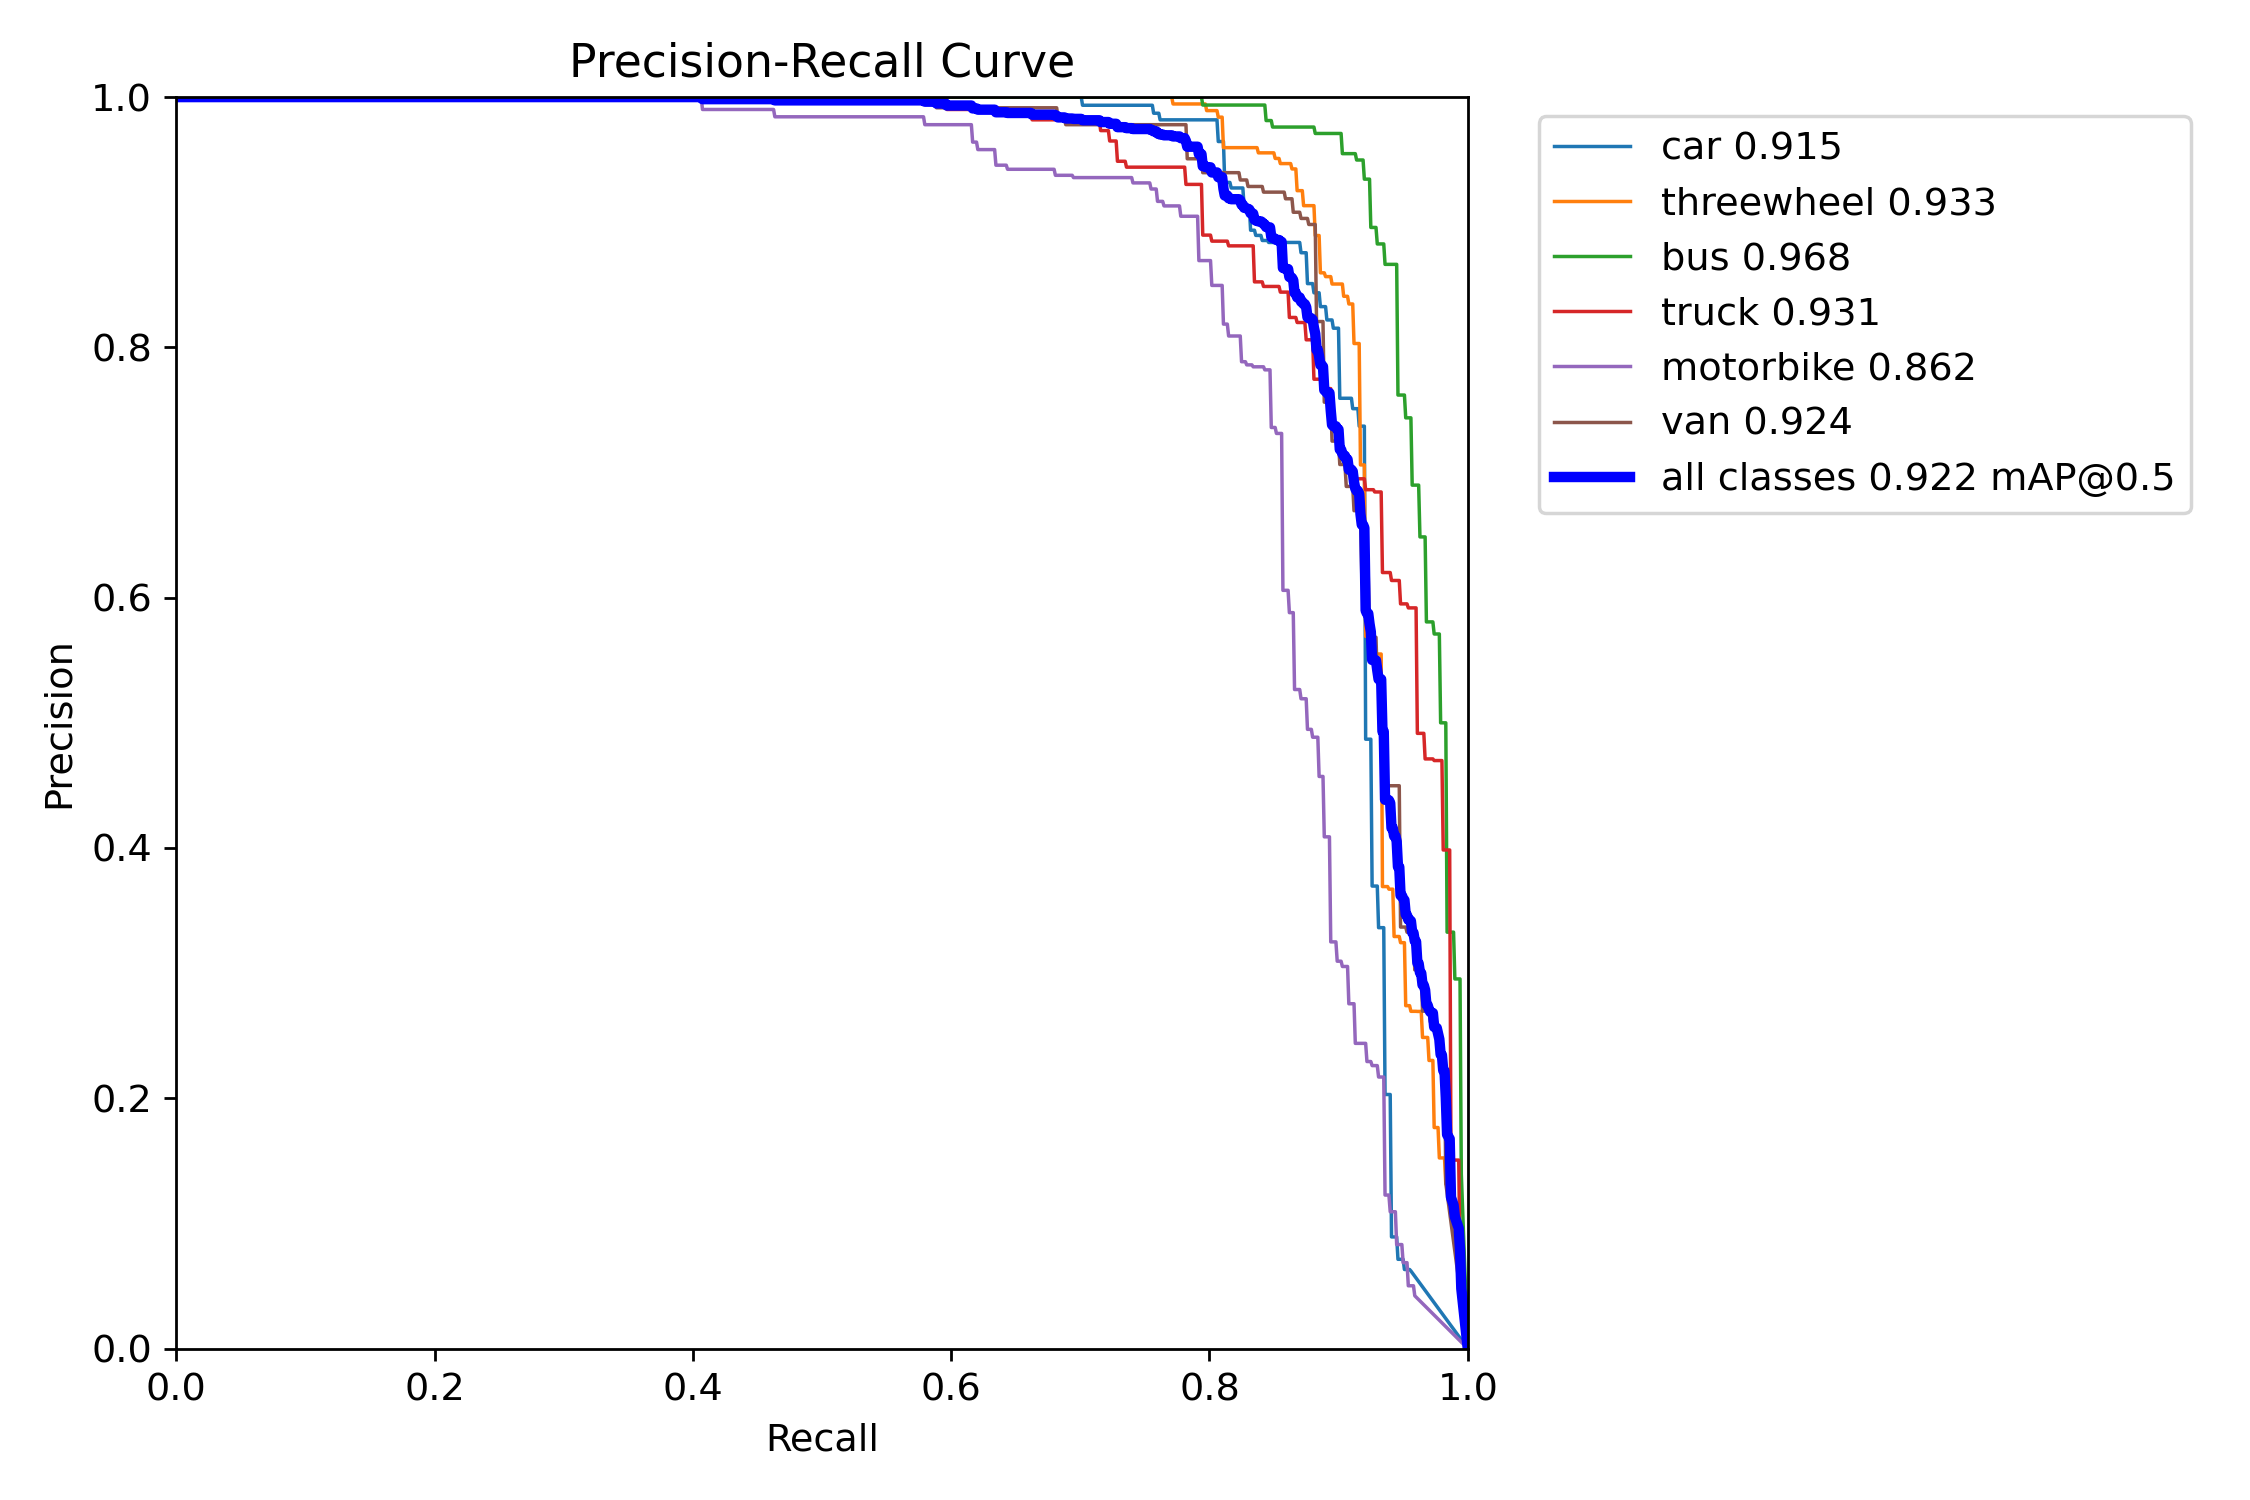 Precision-Recall Curve
1.0
0.8
0.6
0.4
0.2
0.0
Precision
0.0 0.2 0.4 0.6 0.8 1.0
Recall
car 0.915
threewheel 0.933
bus 0.968
truck 0.931
motorbike 0.862
van 0.924
all classes 0.922 mAP@0.5